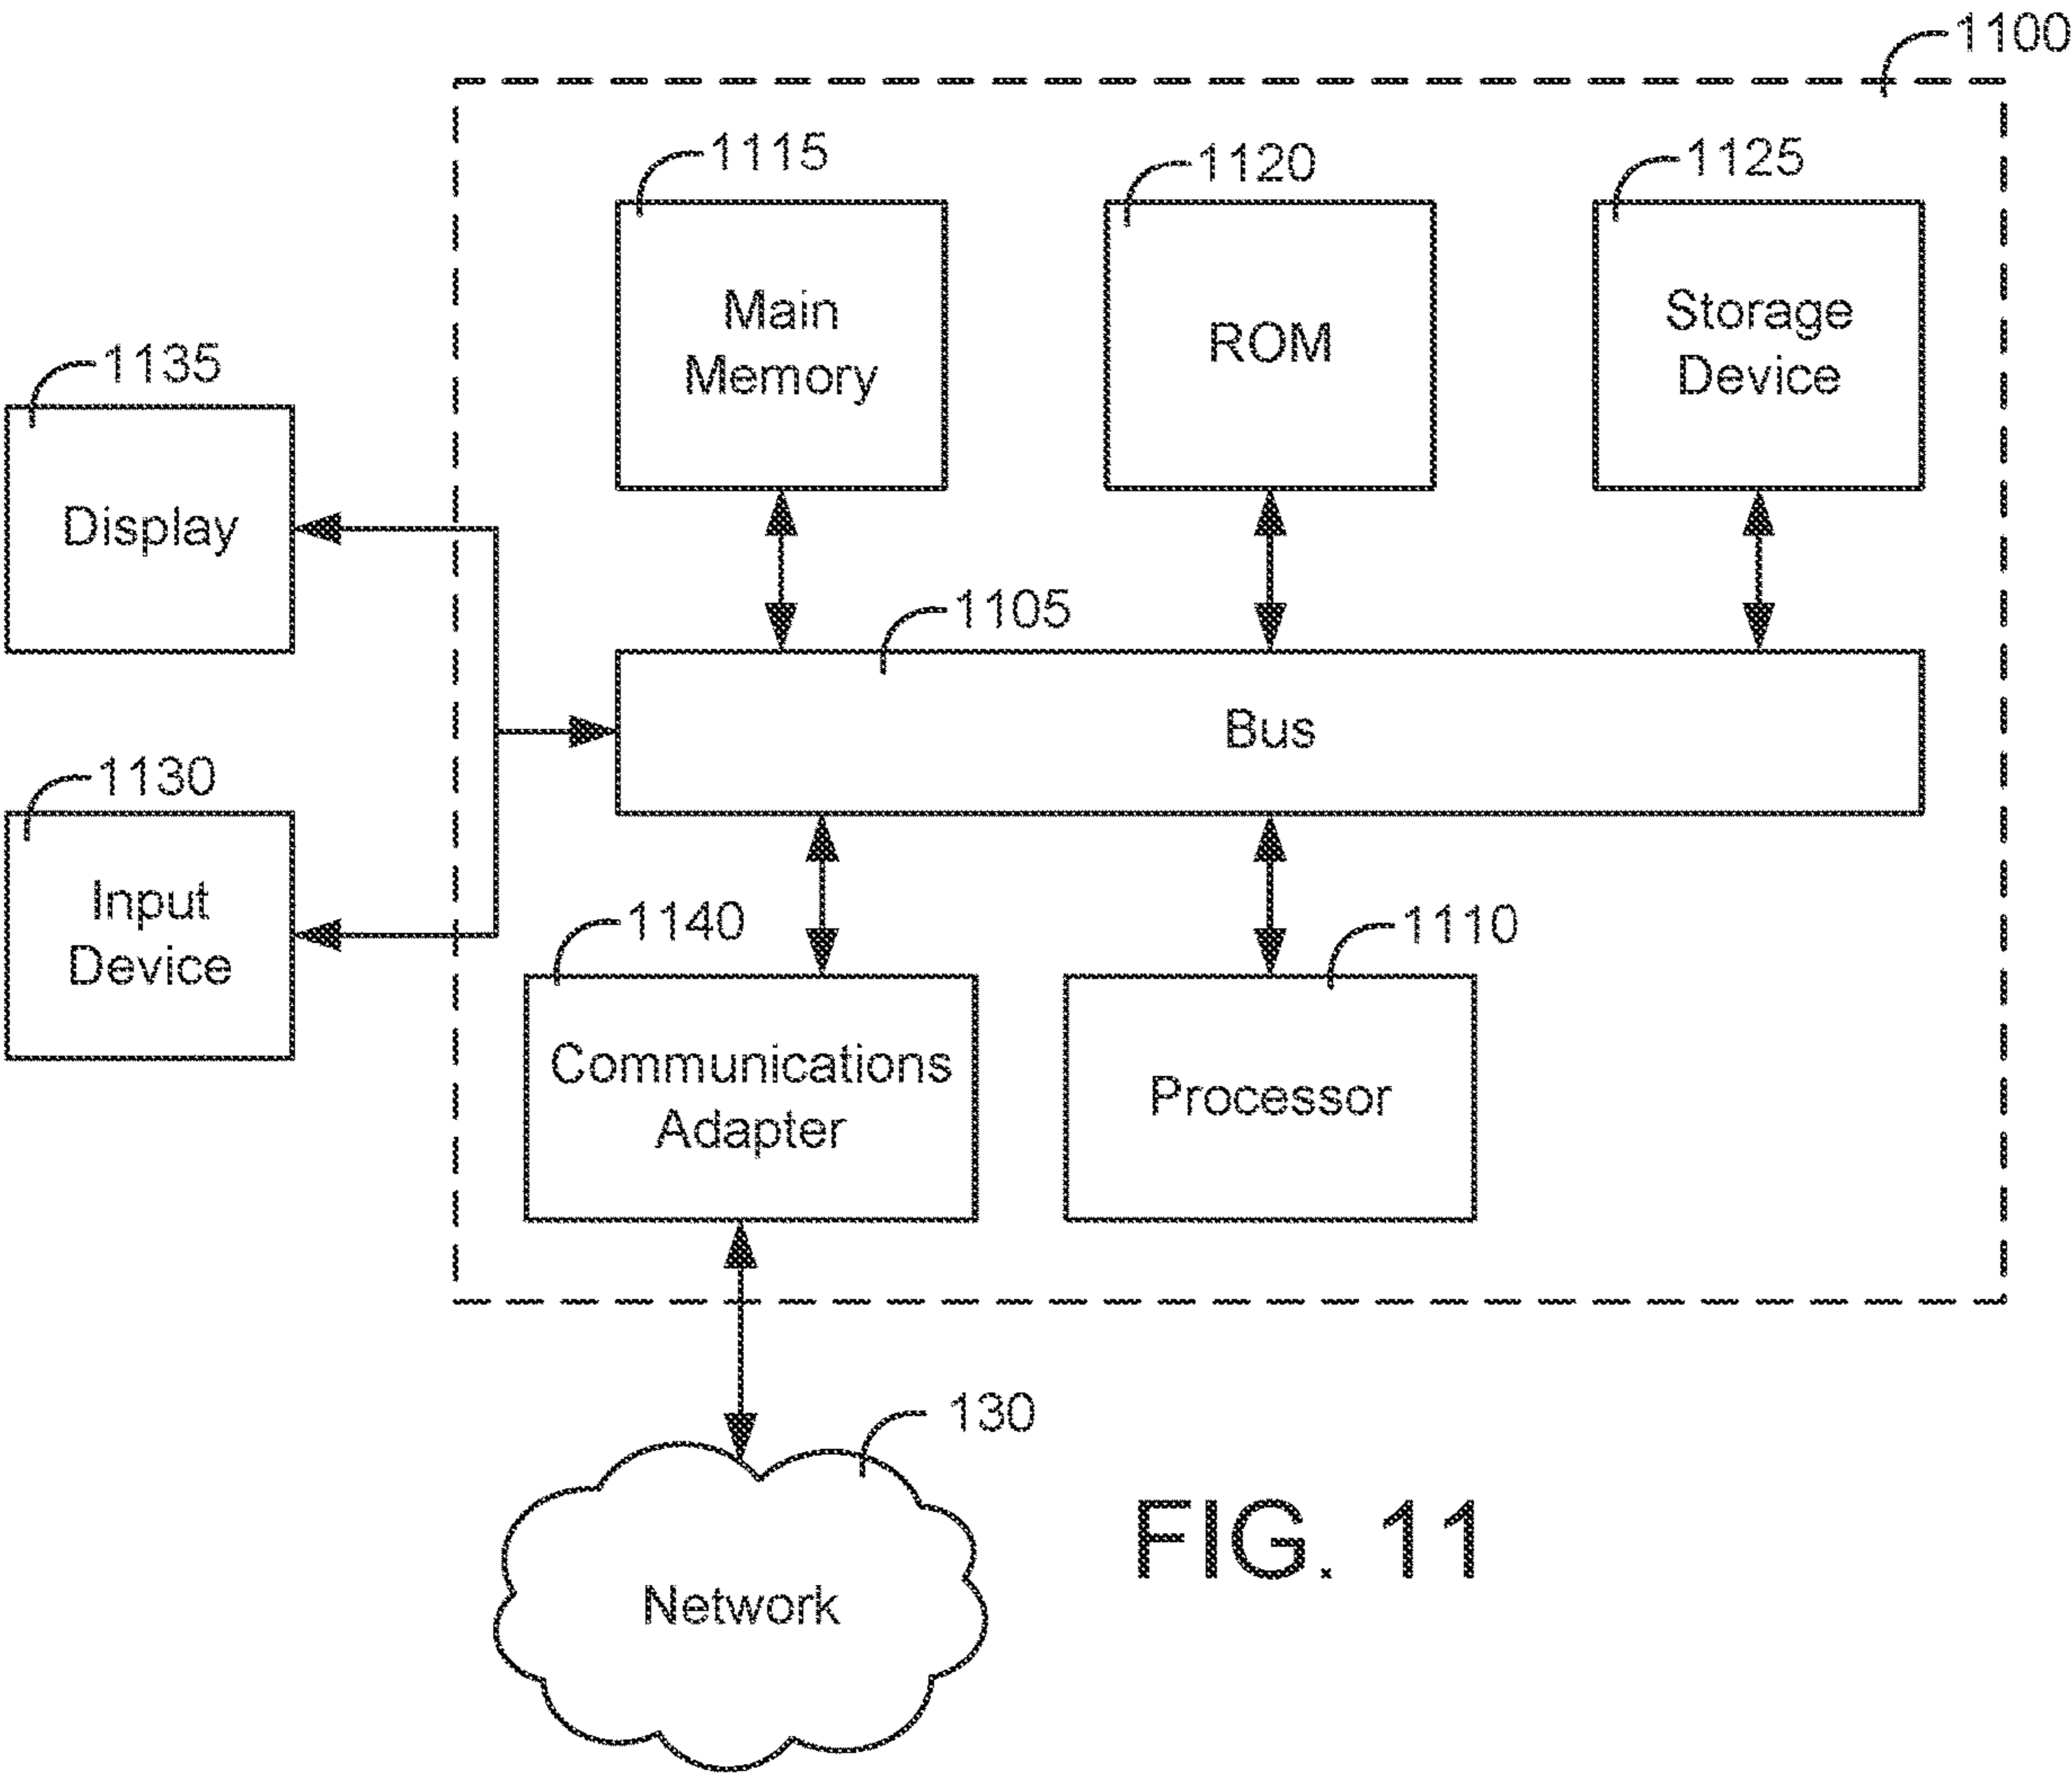 1100
1115
1120
1125
Main
Memory
ROM
Storage
Device
1135
Display
1105
Bus
1130
Input
Device
1140
1110
Communications
Adapter
Processor
130
Network
FIG. 11